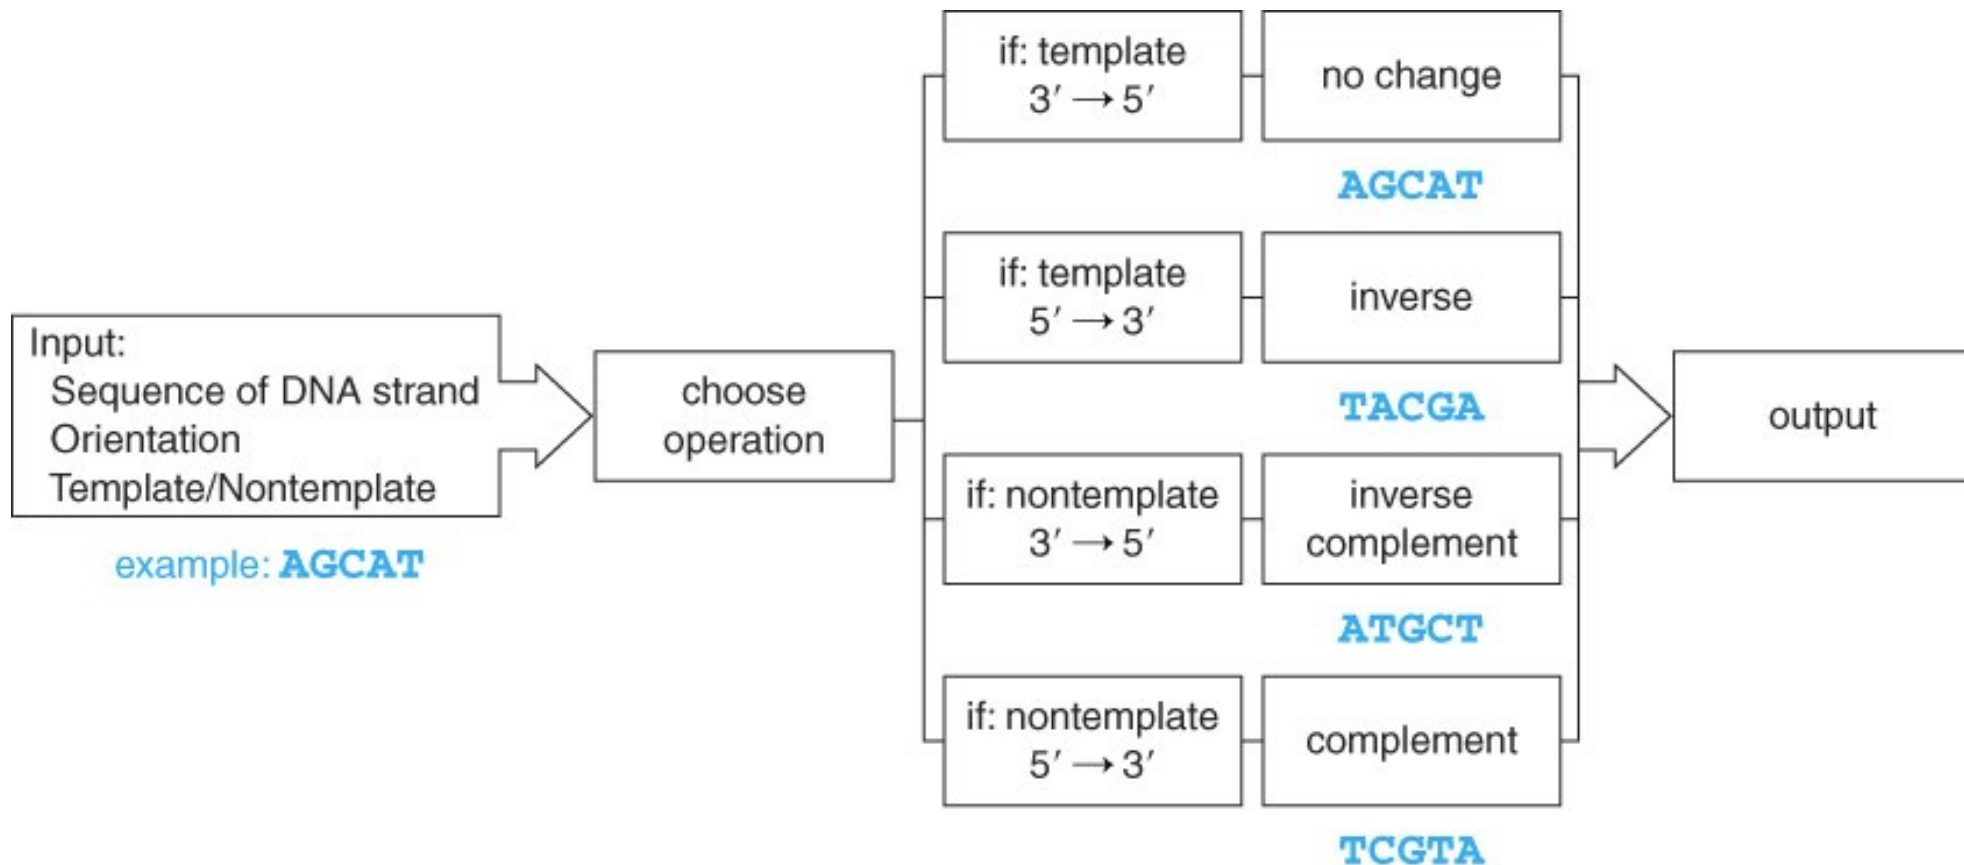 Input:
Sequence of DNA strand
Orientation
Template/Nontemplate
example: AGCAT
choose
operation
if: template
3′ → 5′
no change
AGCAT
if: template
5′ → 3′
inverse
TACGA
if: nontemplate
3′ → 5′
inverse
complement
ATGCT
if: nontemplate
5′ → 3′
complement
TCGTA
output